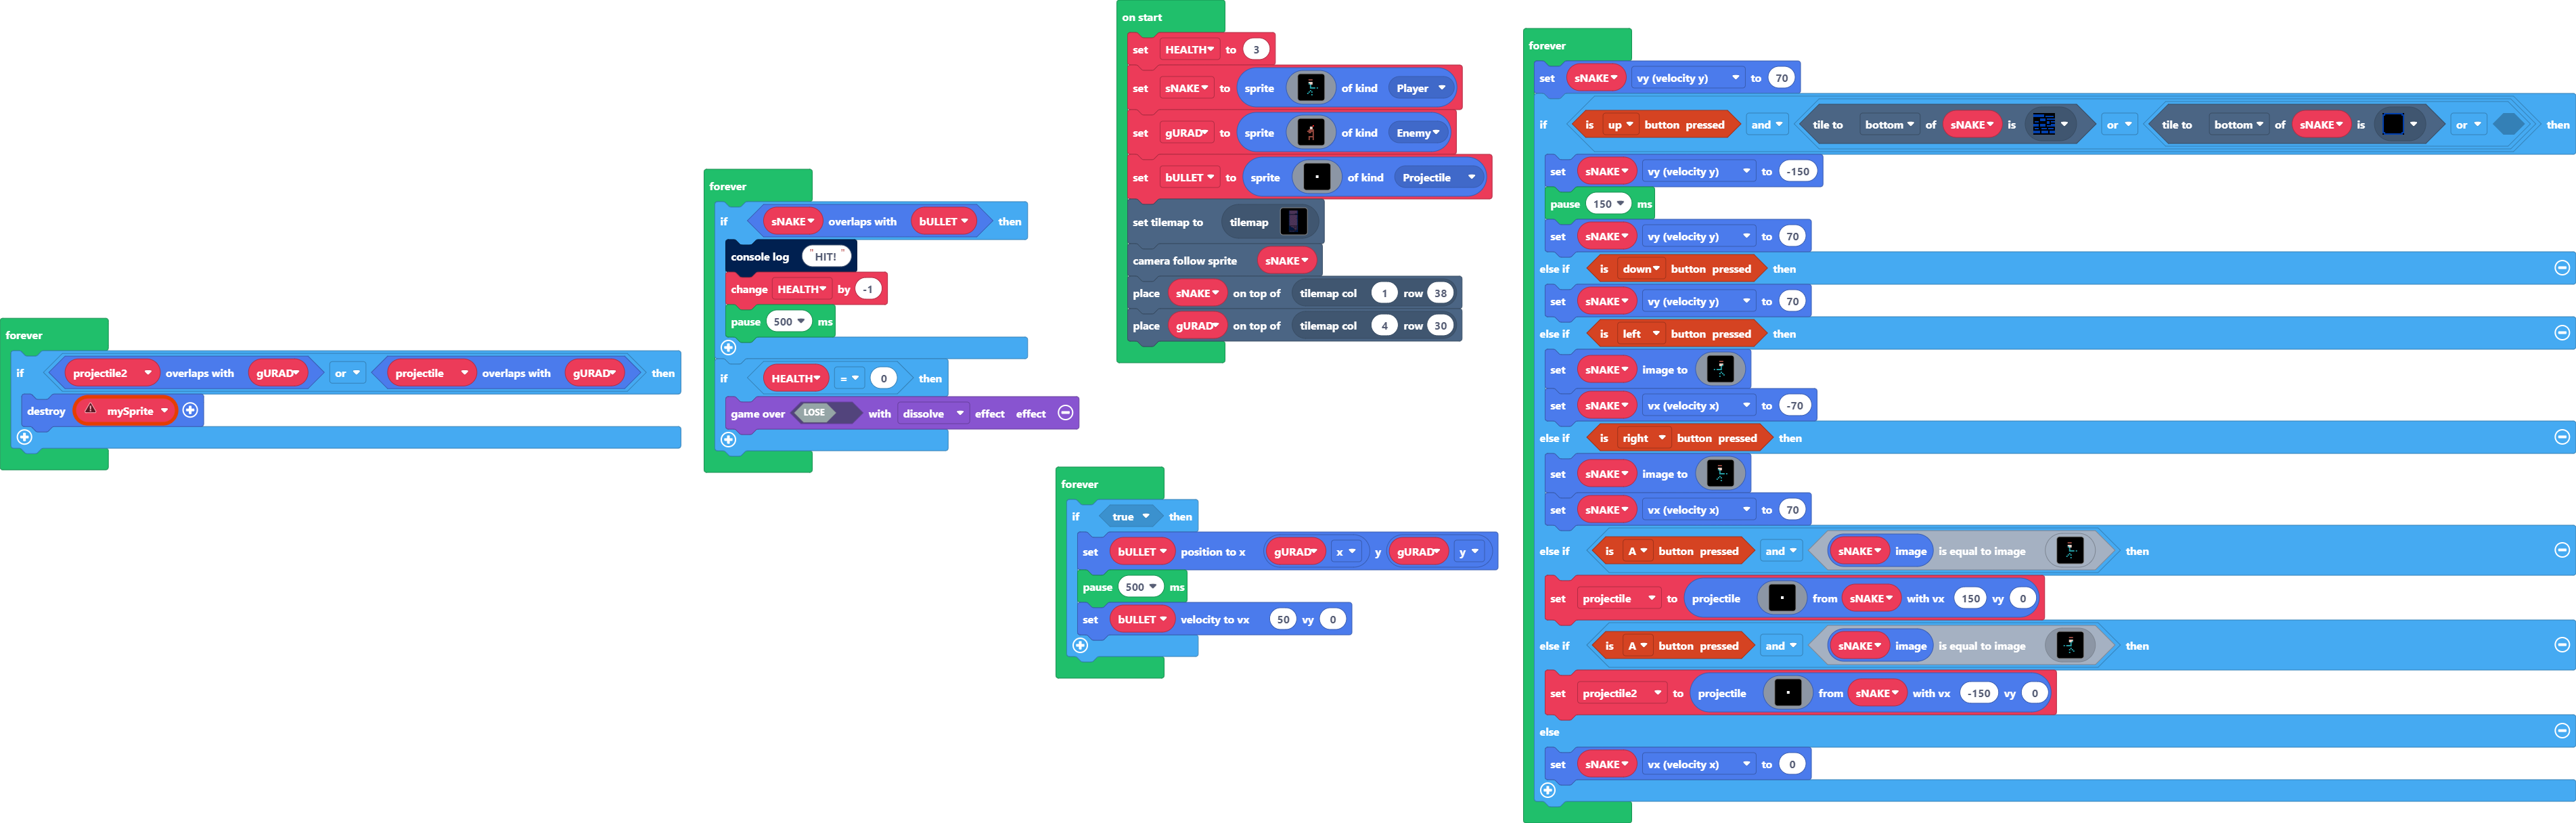 forever
if projectile2 overlaps with gURAD or projectile overlaps with gURAD then
destroy mySprite
forever
if sNAKE overlaps with bULLET then
console log "HIT!"
change HEALTH by -1
pause 500 ms
if HEALTH = 0 then
game over LOSE with dissolve effect effect
on start
set HEALTH to 3
set sNAKE to sprite of kind Player
set gURAD to sprite of kind Enemy
set bULLET to sprite of kind Projectile
set tilemap to tilemap
camera follow sprite sNAKE
place sNAKE on top of tilemap col 1 row 38
place gURAD on top of tilemap col 4 row 30
forever
if true then
set bULLET position to x gURAD x y gURAD y
pause 500 ms
set bULLET velocity to vx 50 vy 0
forever
set sNAKE vy (velocity y) to 70
if is up button pressed and tile to bottom of sNAKE is or tile to bottom of sNAKE is or then
set sNAKE vy (velocity y) to -150
pause 150 ms
set sNAKE vy (velocity y) to 70
else if is down button pressed then
set sNAKE vy (velocity y) to 70
else if is left button pressed then
set sNAKE image to
set sNAKE vx (velocity x) to -70
else if is right button pressed then
set sNAKE image to
set sNAKE vx (velocity x) to 70
else if is A button pressed and sNAKE image is equal to image then
set projectile to projectile from sNAKE with vx 150 vy 0
else if is A button pressed and sNAKE image is equal to image then
set projectile2 to projectile from sNAKE with vx -150 vy 0
else
set sNAKE vx (velocity x) to 0